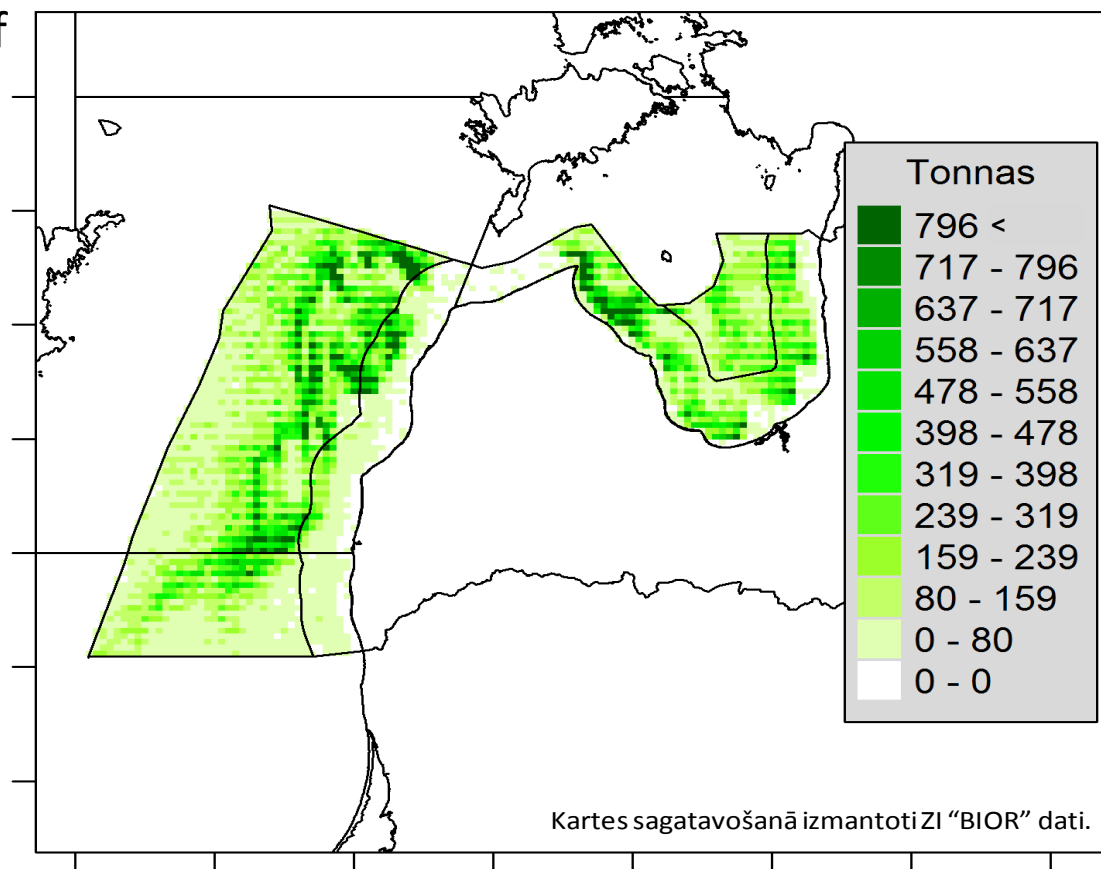 f
Tonnas
796 <
717 - 796
637 - 717
558 - 637
478 - 558
398 - 478
319 - 398
239 - 319
159 - 239
80 - 159
0 - 80
0 - 0
Kartes sagatavošanā izmantoti ZI “BIOR” dati.